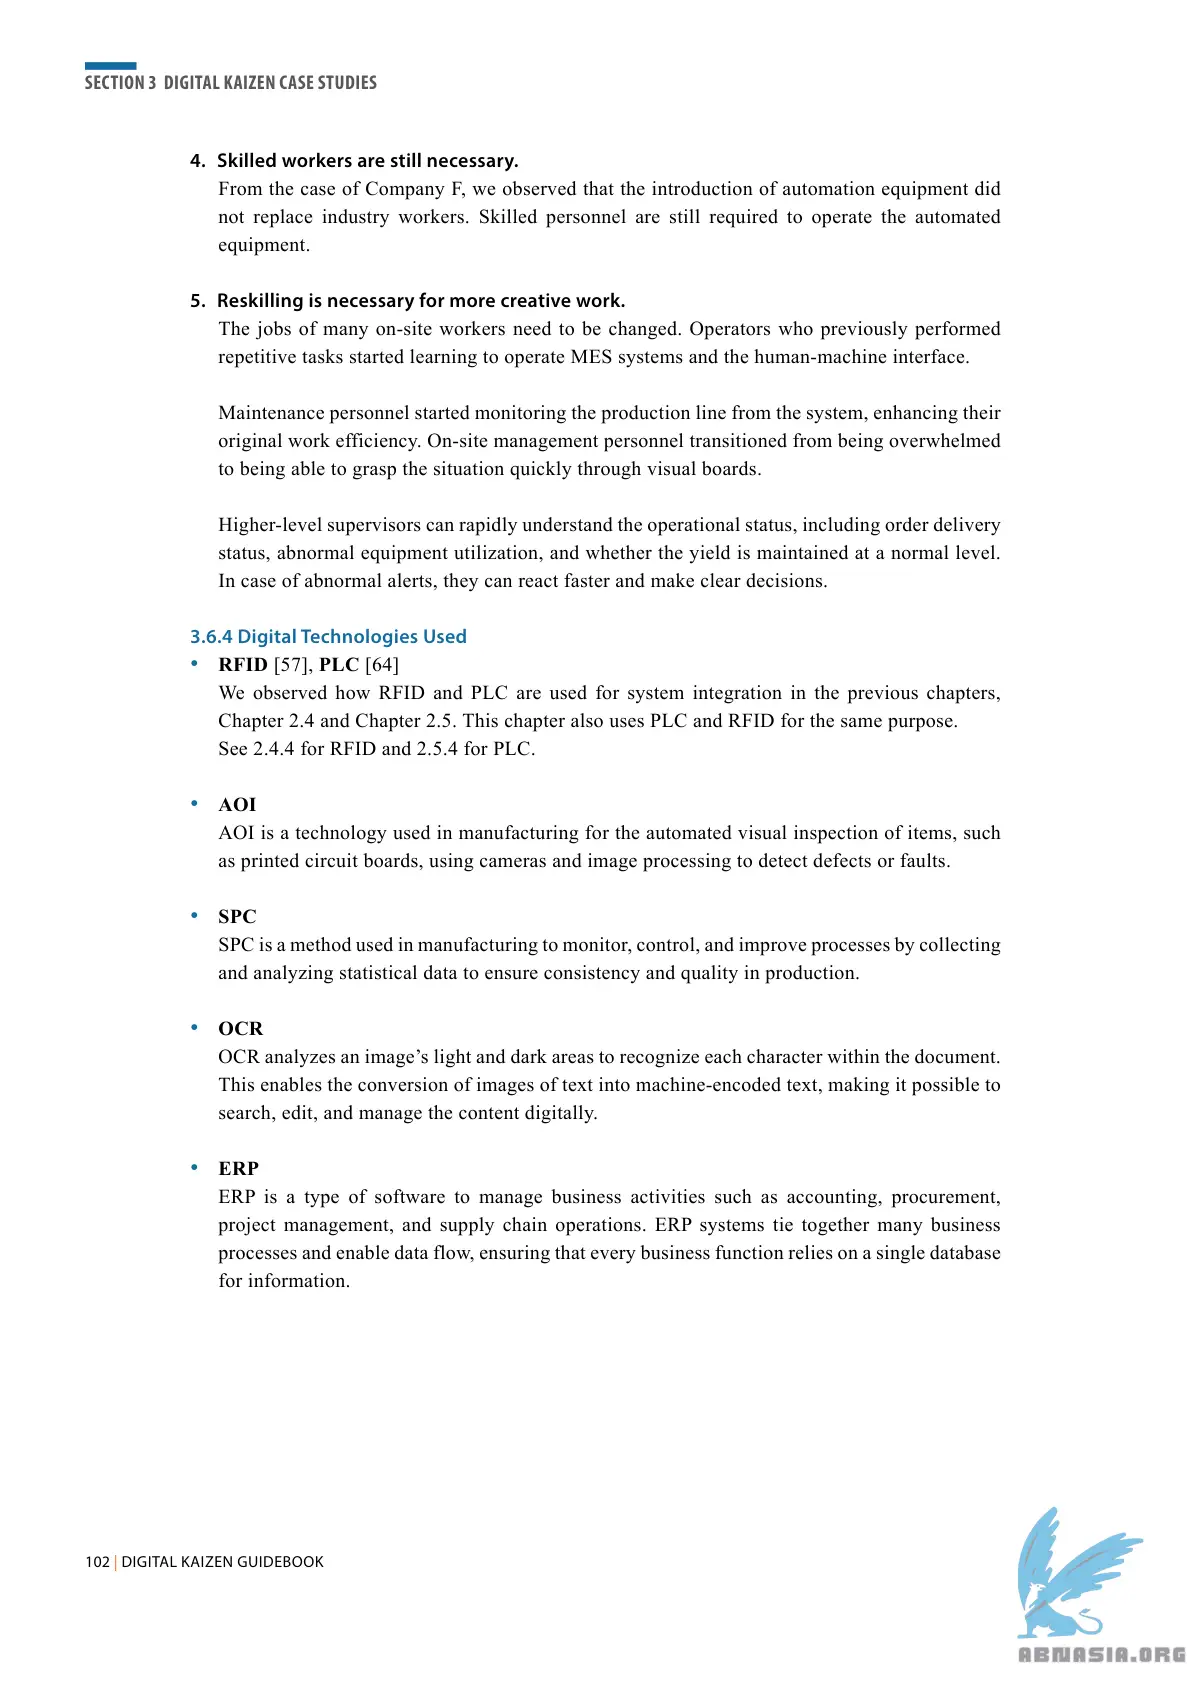 SECTION 3 DIGITAL KAIZEN CASE STUDIES
4. Skilled workers are still necessary.
From the case of Company F, we observed that the introduction of automation equipment did
not replace industry workers. Skilled personnel are still required to operate the automated
equipment.
5. Reskilling is necessary for more creative work.
The jobs of many on-site workers need to be changed. Operators who previously performed
repetitive tasks started learning to operate MES systems and the human-machine interface.
Maintenance personnel started monitoring the production line from the system, enhancing their
original work efficiency. On-site management personnel transitioned from being overwhelmed
to being able to grasp the situation quickly through visual boards.
Higher-level supervisors can rapidly understand the operational status, including order delivery
status, abnormal equipment utilization, and whether the yield is maintained at a normal level.
In case of abnormal alerts, they can react faster and make clear decisions.
3.6.4 Digital Technologies Used
• RFID [57], PLC [64]
We observed how RFID and PLC are used for system integration in the previous chapters,
Chapter 2.4 and Chapter 2.5. This chapter also uses PLC and RFID for the same purpose.
See 2.4.4 for RFID and 2.5.4 for PLC.
• AOI
AOI is a technology used in manufacturing for the automated visual inspection of items, such
as printed circuit boards, using cameras and image processing to detect defects or faults.
• SPC
SPC is a method used in manufacturing to monitor, control, and improve processes by collecting
and analyzing statistical data to ensure consistency and quality in production.
• OCR
OCR analyzes an image’s light and dark areas to recognize each character within the document.
This enables the conversion of images of text into machine-encoded text, making it possible to
search, edit, and manage the content digitally.
• ERP
ERP is a type of software to manage business activities such as accounting, procurement,
project management, and supply chain operations. ERP systems tie together many business
processes and enable data flow, ensuring that every business function relies on a single database
for information.
102 | DIGITAL KAIZEN GUIDEBOOK
ABNASIA.ORG